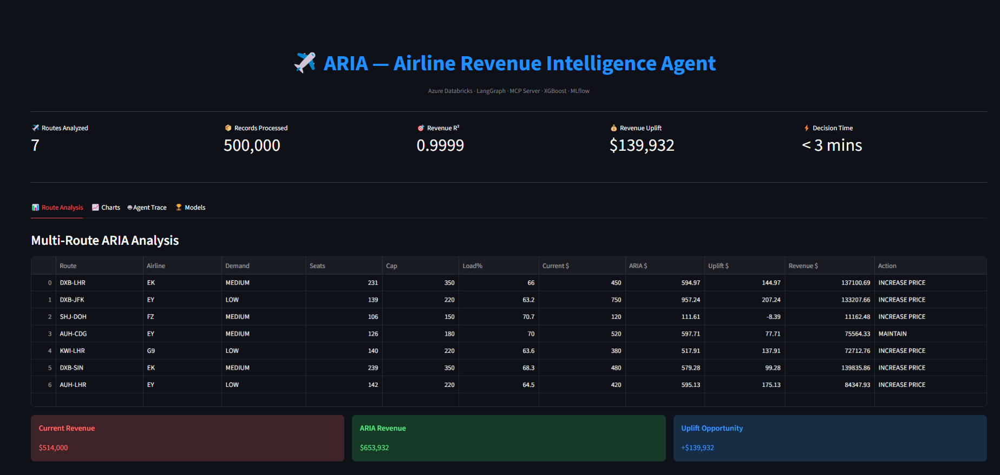 ✈️ ARIA — Airline Revenue Intelligence Agent
Azure Databricks · LangGraph · MCP Server · XGBoost · MLflow
✈️ Routes Analyzed
7
📦 Records Processed
500,000
🎯 Revenue R²
0.9999
💰 Revenue Uplift
$139,932
⚡ Decision Time
< 3 mins
📊 Route Analysis 📈 Charts Agent Trace 🏆 Models
Multi-Route ARIA Analysis
Route Airline Demand Seats Cap Load% Current $ ARIA $ Uplift $ Revenue $ Action
0 DXB-LHR EK MEDIUM 231 350 66 450 594.97 144.97 137100.69 INCREASE PRICE
1 DXB-JFK EY LOW 139 220 63.2 750 957.24 207.24 133207.66 INCREASE PRICE
2 SHJ-DOH FZ MEDIUM 106 150 70.7 120 111.61 -8.39 11162.48 INCREASE PRICE
3 AUH-CDG EY MEDIUM 126 180 70 520 597.71 77.71 75564.33 MAINTAIN
4 KWI-LHR G9 LOW 140 220 63.6 380 517.91 137.91 72712.76 INCREASE PRICE
5 DXB-SIN EK MEDIUM 239 350 68.3 480 579.28 99.28 139835.86 INCREASE PRICE
6 AUH-LHR EY LOW 142 220 64.5 420 595.13 175.13 84347.93 INCREASE PRICE
Current Revenue
$514,000
ARIA Revenue
$653,932
Uplift Opportunity
+$139,932